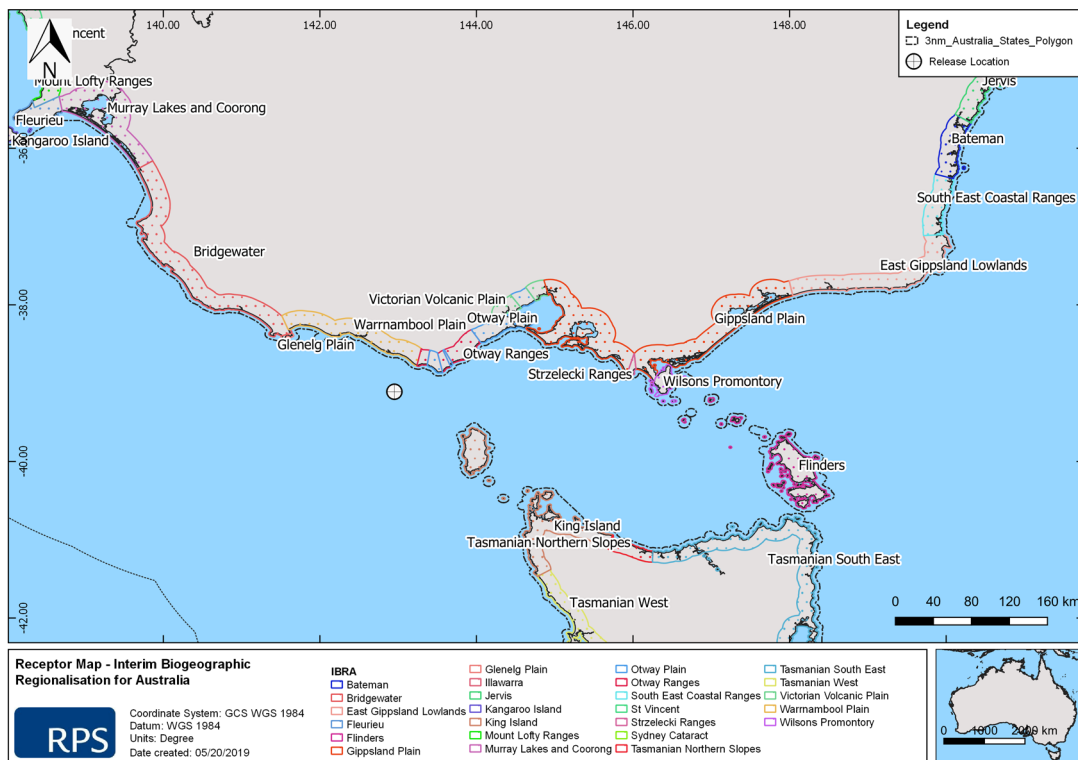 140.00
142.00
144.00
146.00
148.00
Legend
3nm_Australia_States_Polygon
Release Location
ncent
N
Mount Lofty Ranges
Murray Lakes and Coorong
Fleurieu
Kangaroo Island
Jervis
Bateman
-36.00
South East Coastal Ranges
Bridgewater
East Gippsland Lowlands
-38.00
Victorian Volcanic Plain
Otway Plain
Gippsland Plain
Warrnambool Plain
Glenelg Plain
Otway Ranges
Strzelecki Ranges
Wilsons Promontory
-40.00
Flinders
King Island
Tasmanian Northern Slopes
Tasmanian South East
Tasmanian West
-42.00
0 40 80 120 160 km
Receptor Map - Interim Biogeographic
Regionalisation for Australia
RPS
Coordinate System: GCS WGS 1984
Datum: WGS 1984
Units: Degree
Date created: 05/20/2019
IBRA
Bateman
Bridgewater
East Gippsland Lowlands
Fleurieu
Flinders
Gippsland Plain
Glenelg Plain
Illawarra
Jervis
Kangaroo Island
King Island
Mount Lofty Ranges
Murray Lakes and Coorong
Otway Plain
Otway Ranges
South East Coastal Ranges
St Vincent
Strzelecki Ranges
Sydney Cataract
Tasmanian Northern Slopes
Tasmanian South East
Tasmanian West
Victorian Volcanic Plain
Warrnambool Plain
Wilsons Promontory
0 1000 2000 km